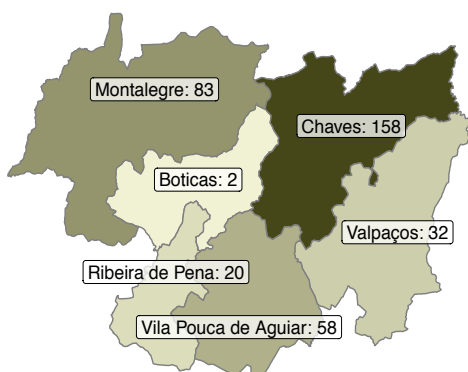 Montalegre: 83
Chaves: 158
Boticas: 2
Valpaços: 32
Ribeira de Pena: 20
Vila Pouca de Aguiar: 58